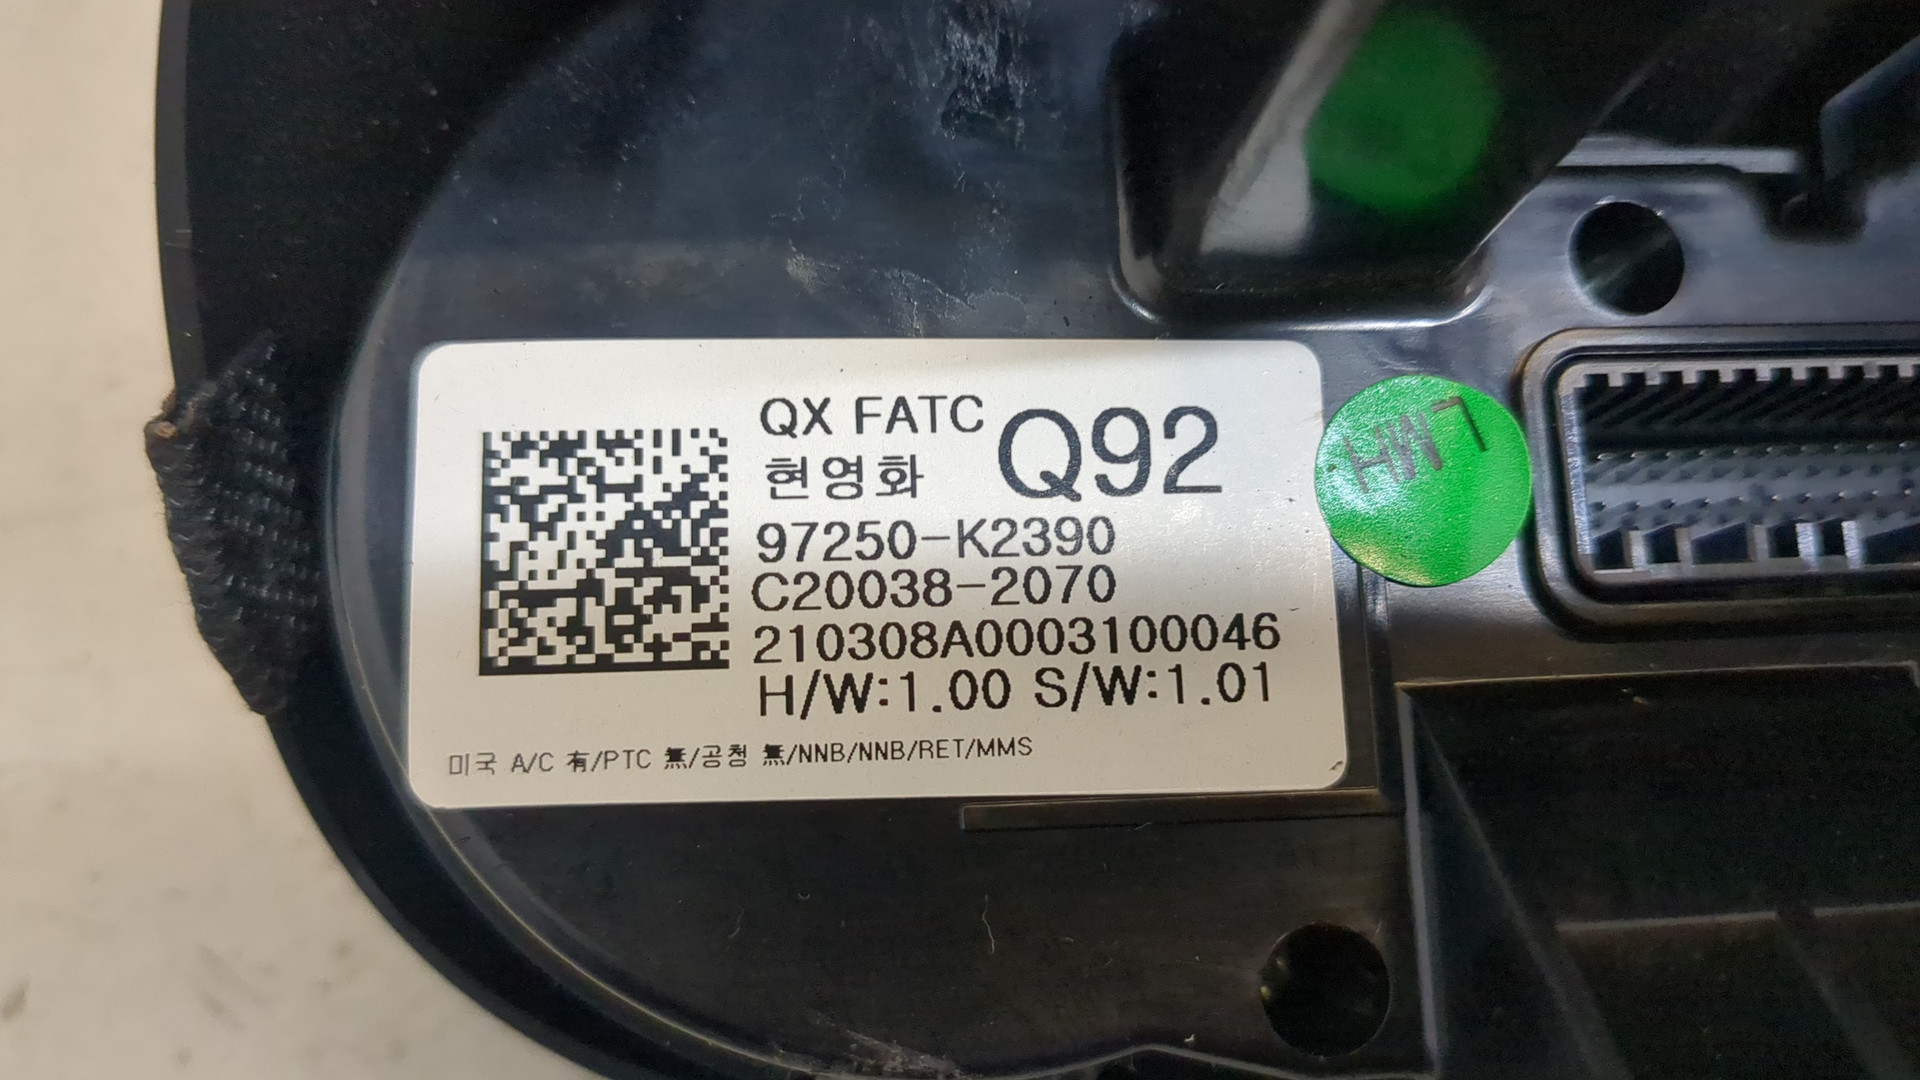 QX FATC
현영화
Q92
97250-K2390
C20038-2070
210308A0003100046
H/W:1.00 S/W:1.01
미국 A/C 有/PTC 無/공청 無/NNB/NNB/RET/MMS